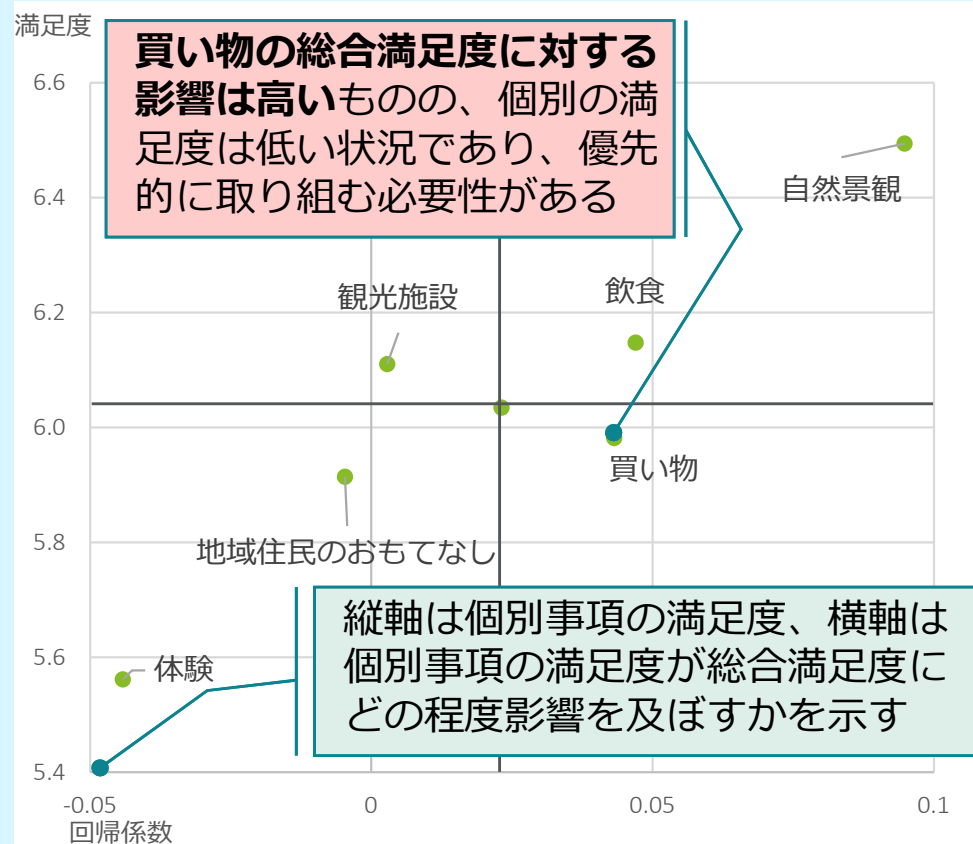 満足度
買い物の総合満足度に対する
影響は高いものの、個別の満
足度は低い状況であり、優先
的に取り組む必要性がある
6.6
6.4
自然景観
観光施設
飲食
6.2
6.0
買い物
地域住民のおもてなし
5.8
縦軸は個別事項の満足度、横軸は
個別事項の満足度が総合満足度に
どの程度影響を及ぼすかを示す
5.6
体験
5.4
-0.05
0
0.05
0.1
回帰係数